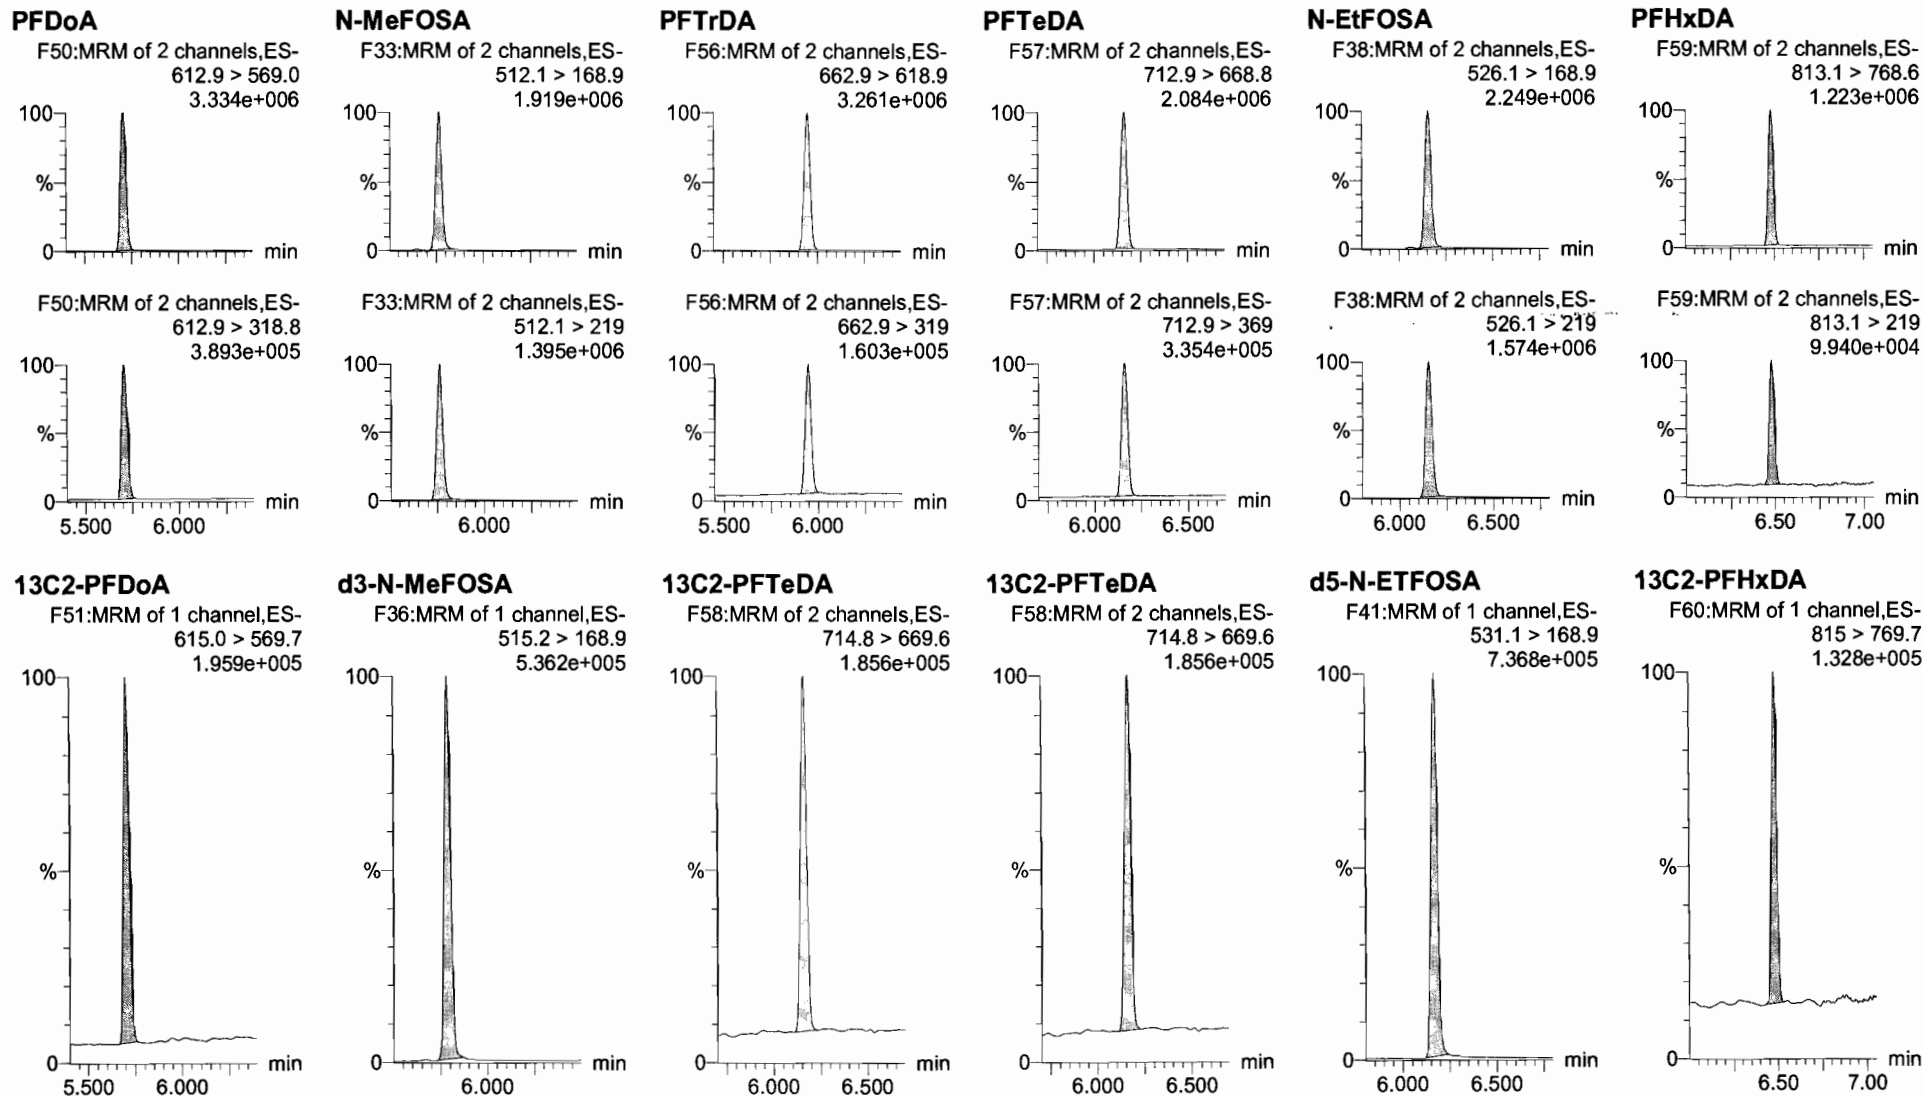 PFDoA
F50:MRM of 2 channels,ES-
612.9 > 569.0
3.334e+006
100
%
0
min
F50:MRM of 2 channels,ES-
612.9 > 318.8
3.893e+005
100
%
0
min
5.500 6.000
N-MeFOSA
F33:MRM of 2 channels,ES-
512.1 > 168.9
1.919e+006
100
%
0
min
F33:MRM of 2 channels,ES-
512.1 > 219
1.395e+006
100
%
0
min
6.000
PFTrDA
F56:MRM of 2 channels,ES-
662.9 > 618.9
3.261e+006
100
%
0
min
F56:MRM of 2 channels,ES-
662.9 > 319
1.603e+005
100
%
0
min
5.500 6.000
PFTeDA
F57:MRM of 2 channels,ES-
712.9 > 668.8
2.084e+006
100
%
0
min
F57:MRM of 2 channels,ES-
712.9 > 369
3.354e+005
100
%
0
min
6.000 6.500
N-EtFOSA
F38:MRM of 2 channels,ES-
526.1 > 168.9
2.249e+006
100
%
0
min
F38:MRM of 2 channels,ES-
526.1 > 219
1.574e+006
100
%
0
min
6.000 6.500
PFHxDA
F59:MRM of 2 channels,ES-
813.1 > 768.6
1.223e+006
100
%
0
min
F59:MRM of 2 channels,ES-
813.1 > 219
9.940e+004
100
%
0
min
6.50 7.00
13C2-PFDoA
F51:MRM of 1 channel,ES-
615.0 > 569.7
1.959e+005
100
%
0
min
5.500 6.000
d3-N-MeFOSA
F36:MRM of 1 channel,ES-
515.2 > 168.9
5.362e+005
100
%
0
min
6.000
13C2-PFTeDA
F58:MRM of 2 channels,ES-
714.8 > 669.6
1.856e+005
100
%
0
min
6.000 6.500
13C2-PFTeDA
F58:MRM of 2 channels,ES-
714.8 > 669.6
1.856e+005
100
%
0
min
6.000 6.500
d5-N-ETFOSA
F41:MRM of 1 channel,ES-
531.1 > 168.9
7.368e+005
100
%
0
min
6.000 6.500
13C2-PFHxDA
F60:MRM of 1 channel,ES-
815 > 769.7
1.328e+005
100
%
0
min
6.50 7.00